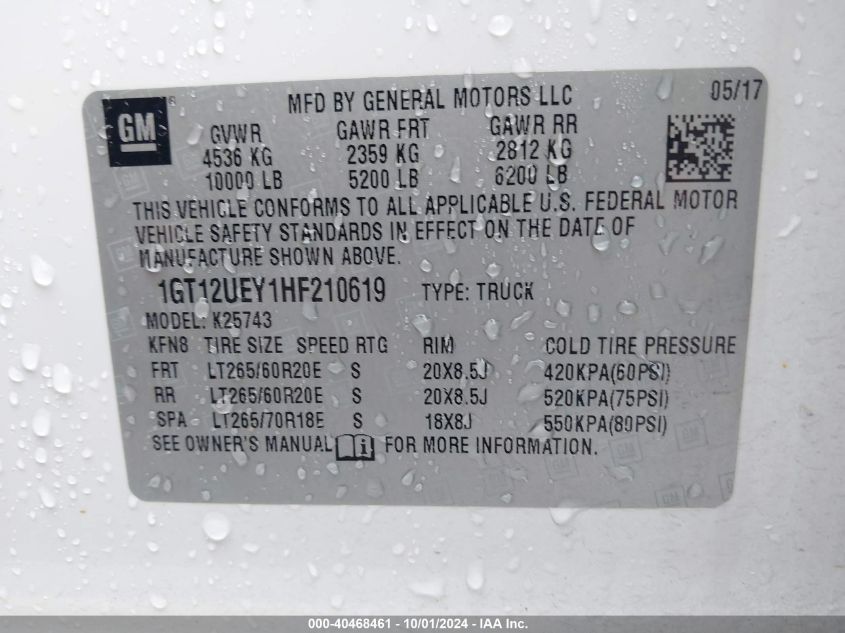 MFD BY GENERAL MOTORS LLC 05/17
GM
GVWR GAWR FRT GAWR RR
4536 KG 2359 KG 2812 KG
10000 LB 5200 LB 6200 LB
THIS VEHICLE CONFORMS TO ALL APPLICABLE U.S. FEDERAL MOTOR
VEHICLE SAFETY STANDARDS IN EFFECT ON THE DATE OF
MANUFACTURE SHOWN ABOVE.
1GT12UEY1HF210619 TYPE: TRUCK
MODEL: K25743
KFN8 TIRE SIZE SPEED RTG RIM COLD TIRE PRESSURE
FRT LT265/60R20E S 20X8.5J 420KPA(60PSI)
RR LT265/60R20E S 20X8.5J 520KPA(75PSI)
SPA LT265/70R18E S 18X8J 550KPA(80PSI)
SEE OWNER'S MANUAL i FOR MORE INFORMATION.
000-40468461 - 10/01/2024 - IAA Inc.